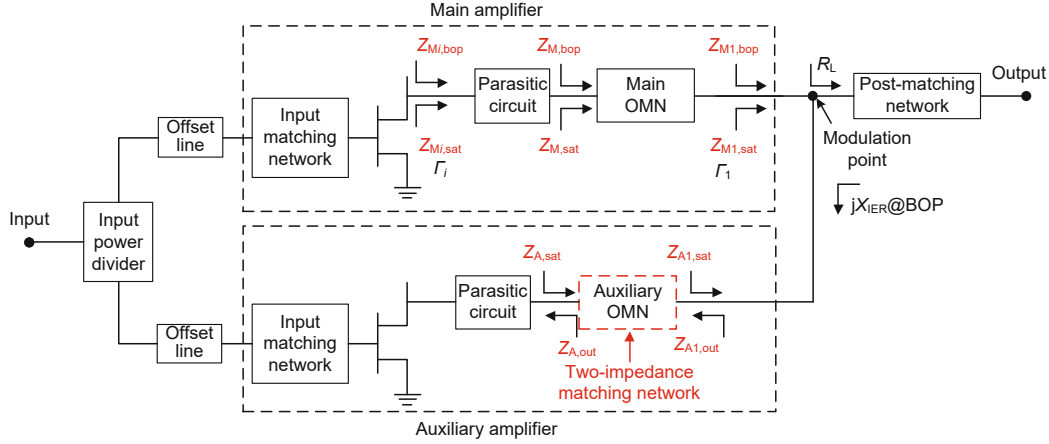 Main amplifier
Z_Mi,bop
Z_M,bop
Z_M1,bop
R_L
Output
Parasitic
circuit
Main
OMN
Post-matching
network
Offset
line
Input
matching
network
Z_Mi,sat
Γ_i
Z_M,sat
Z_M1,sat
Γ_1
Modulation
point
jX_IER@BOP
Input
Input
power
divider
Z_A,sat
Z_A1,sat
Parasitic
circuit
Auxiliary
OMN
Offset
line
Input
matching
network
Z_A,out
Z_A1,out
Two-impedance
matching network
Auxiliary amplifier